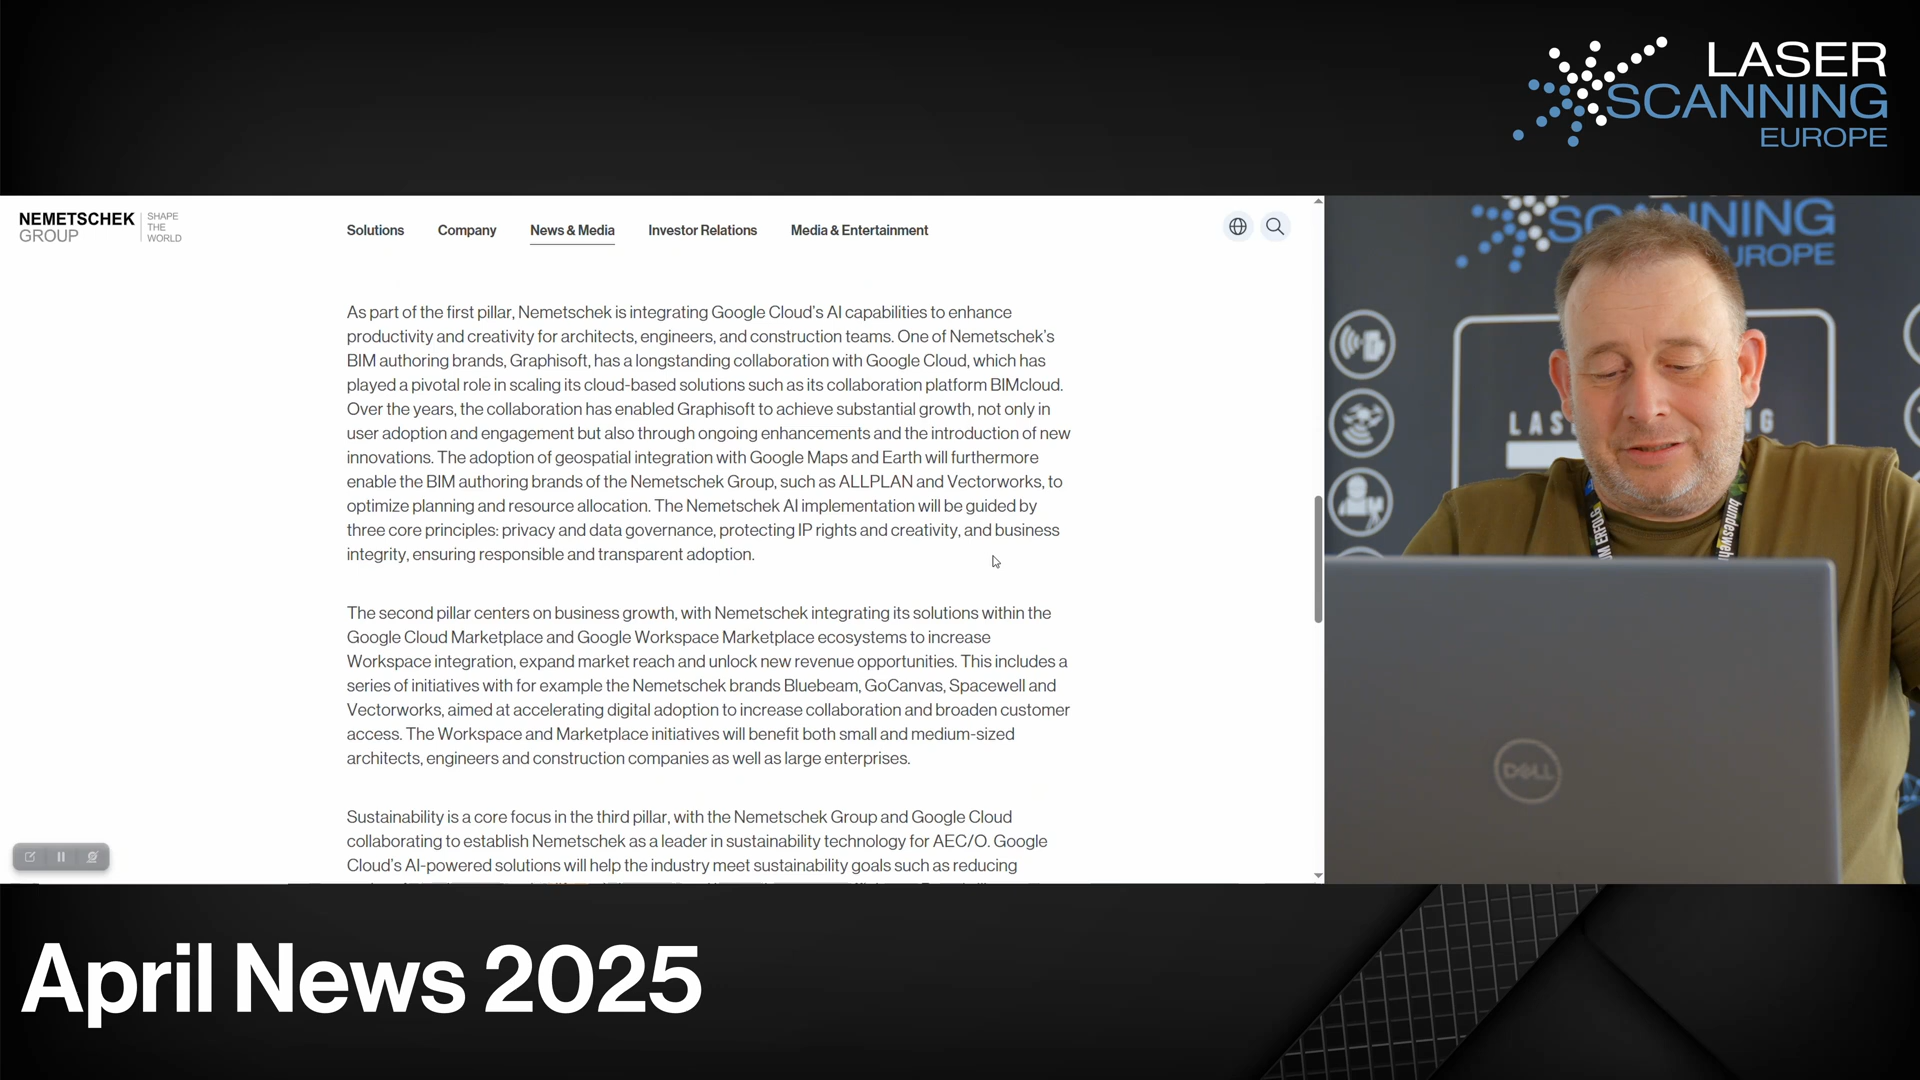 LASER
SCANNING
EUROPE
NEMETSCHEK
GROUP
SHAPE
THE
WORLD
Solutions
Company
News & Media
Investor Relations
Media & Entertainment
As part of the first pillar, Nemetschek is integrating Google Cloud's AI capabilities to enhance
productivity and creativity for architects, engineers, and construction teams. One of Nemetschek's
BIM authoring brands, Graphisoft, has a longstanding collaboration with Google Cloud, which has
played a pivotal role in scaling its cloud-based solutions such as its collaboration platform BIMcloud.
Over the years, the collaboration has enabled Graphisoft to achieve substantial growth, not only in
user adoption and engagement but also through ongoing enhancements and the introduction of new
innovations. The adoption of geospatial integration with Google Maps and Earth will furthermore
enable the BIM authoring brands of the Nemetschek Group, such as ALLPLAN and Vectorworks, to
optimize planning and resource allocation. The Nemetschek AI implementation will be guided by
three core principles: privacy and data governance, protecting IP rights and creativity, and business
integrity, ensuring responsible and transparent adoption.
The second pillar centers on business growth, with Nemetschek integrating its solutions within the
Google Cloud Marketplace and Google Workspace Marketplace ecosystems to increase
Workspace integration, expand market reach and unlock new revenue opportunities. This includes a
series of initiatives with for example the Nemetschek brands Bluebeam, GoCanvas, Spacewell and
Vectorworks, aimed at accelerating digital adoption to increase collaboration and broaden customer
access. The Workspace and Marketplace initiatives will benefit both small and medium-sized
architects, engineers and construction companies as well as large enterprises.
Sustainability is a core focus in the third pillar, with the Nemetschek Group and Google Cloud
collaborating to establish Nemetschek as a leader in sustainability technology for AEC/O. Google
Cloud's AI-powered solutions will help the industry meet sustainability goals such as reducing
SCANNING
UROPE
LAS
NG
M ERFOLG
bundeswehr
DELL
April News 2025